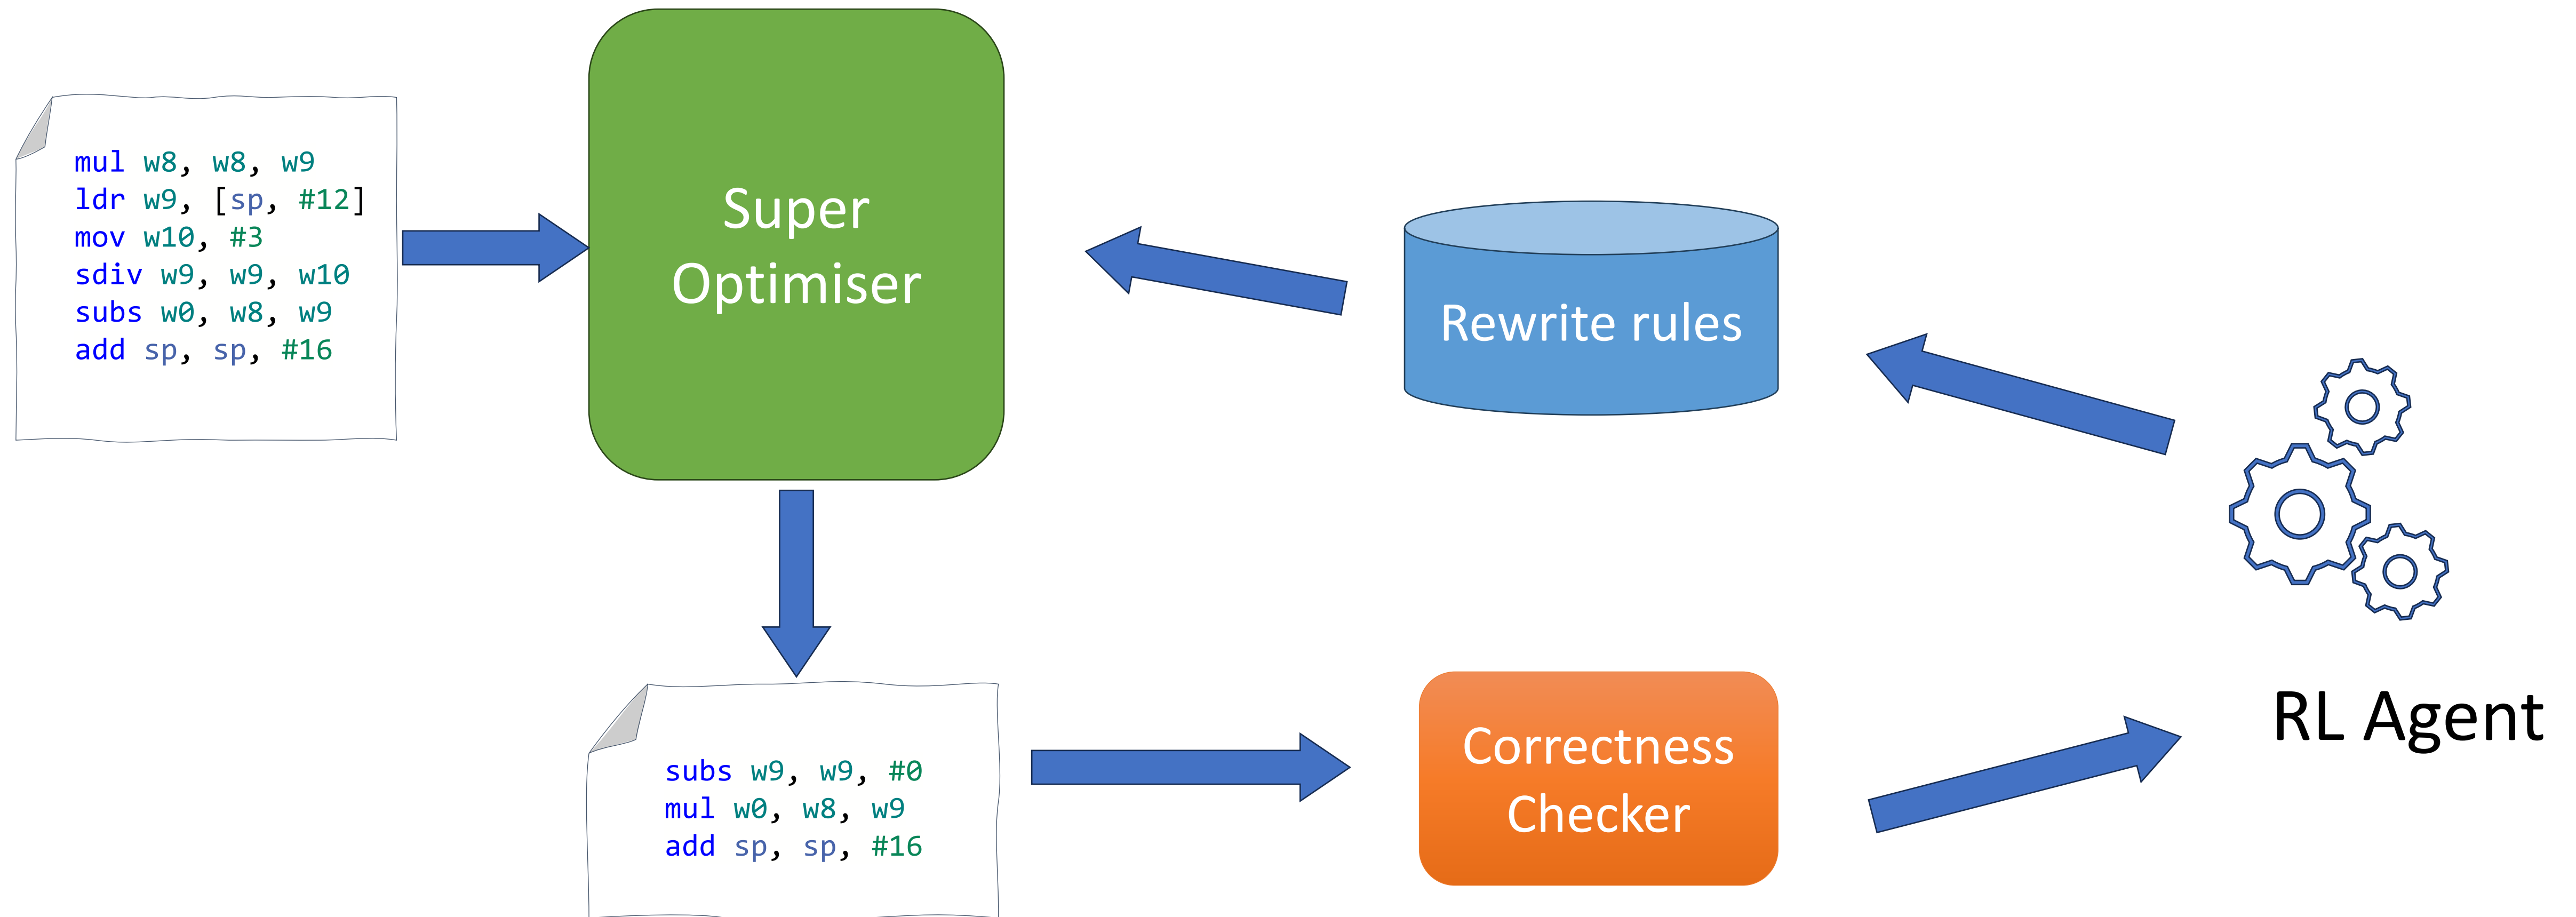 mul w8, w8, w9
ldr w9, [sp, #12]
mov w10, #3
sdiv w9, w9, w10
subs w0, w8, w9
add sp, sp, #16
Super
Optimiser
Rewrite rules
RL Agent
subs w9, w9, #0
mul w0, w8, w9
add sp, sp, #16
Correctness
Checker